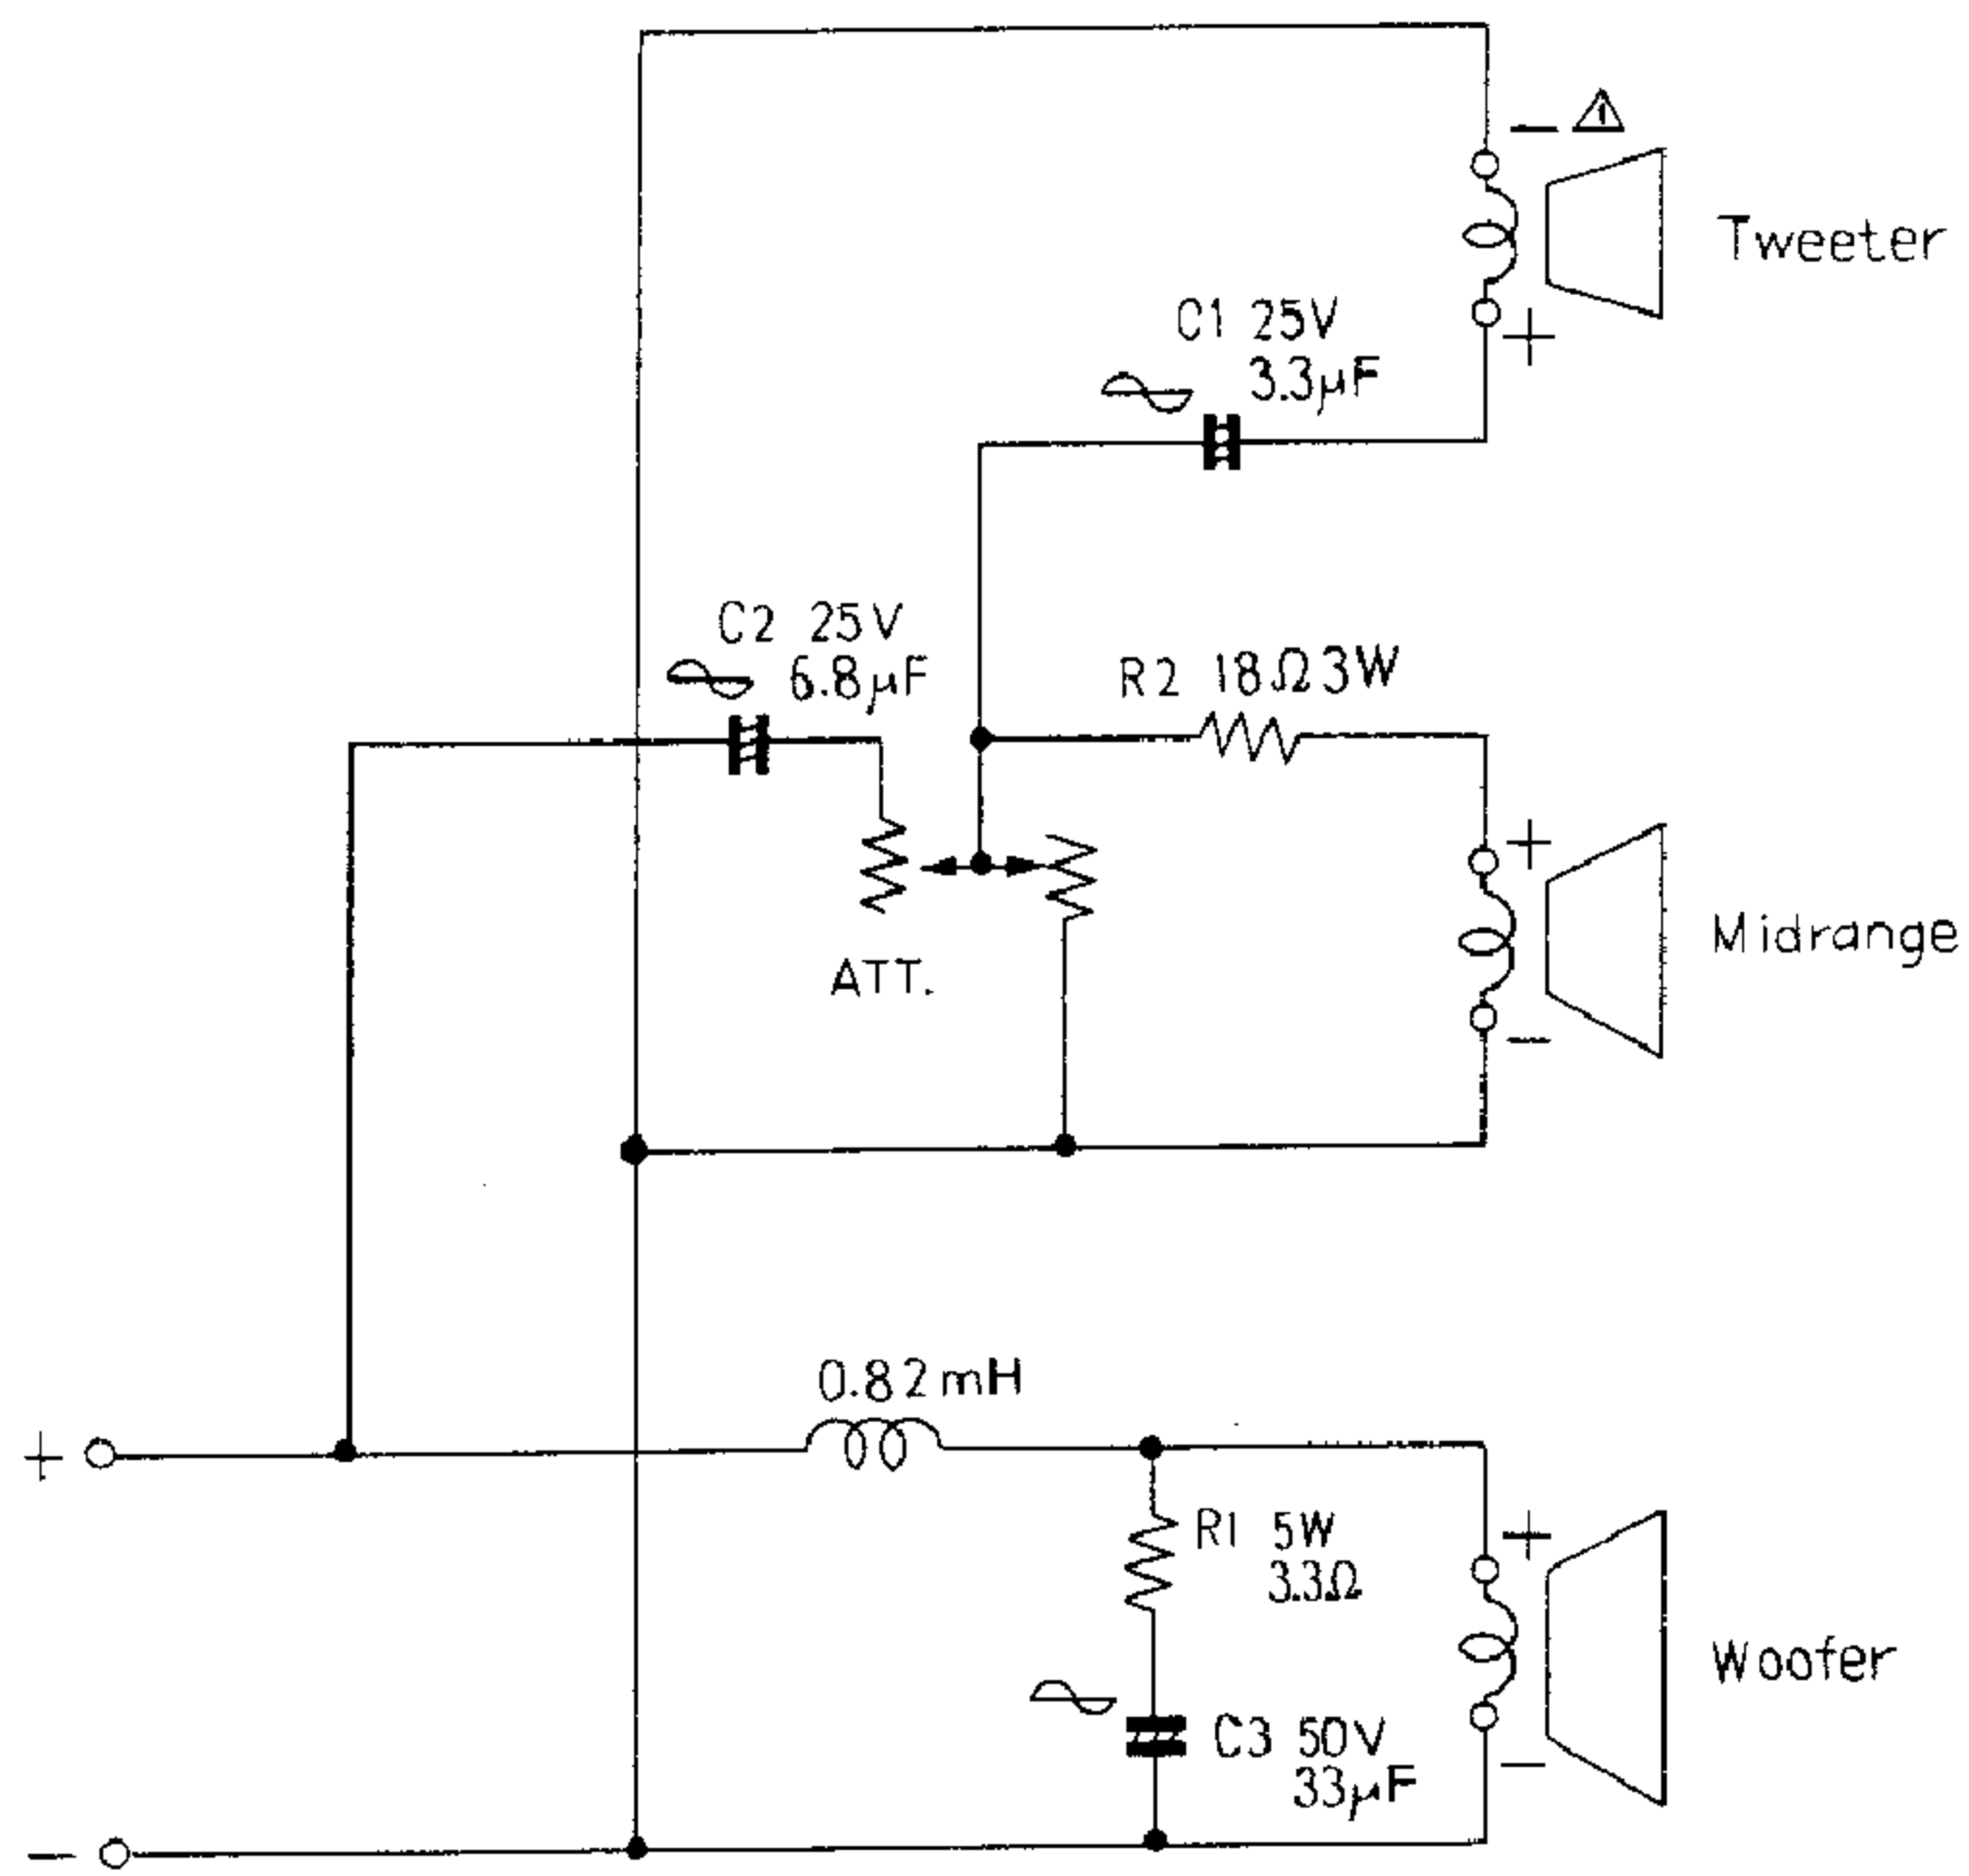 − ⚠
Tweeter
+
C1 25V
3.3μF
C2 25V
6.8μF
R2 18Ω 3W
+
Midrange
−
ATT.
0.82mH
+
R1 5W
3.3Ω
+
Woofer
C3 50V
33μF
−
−